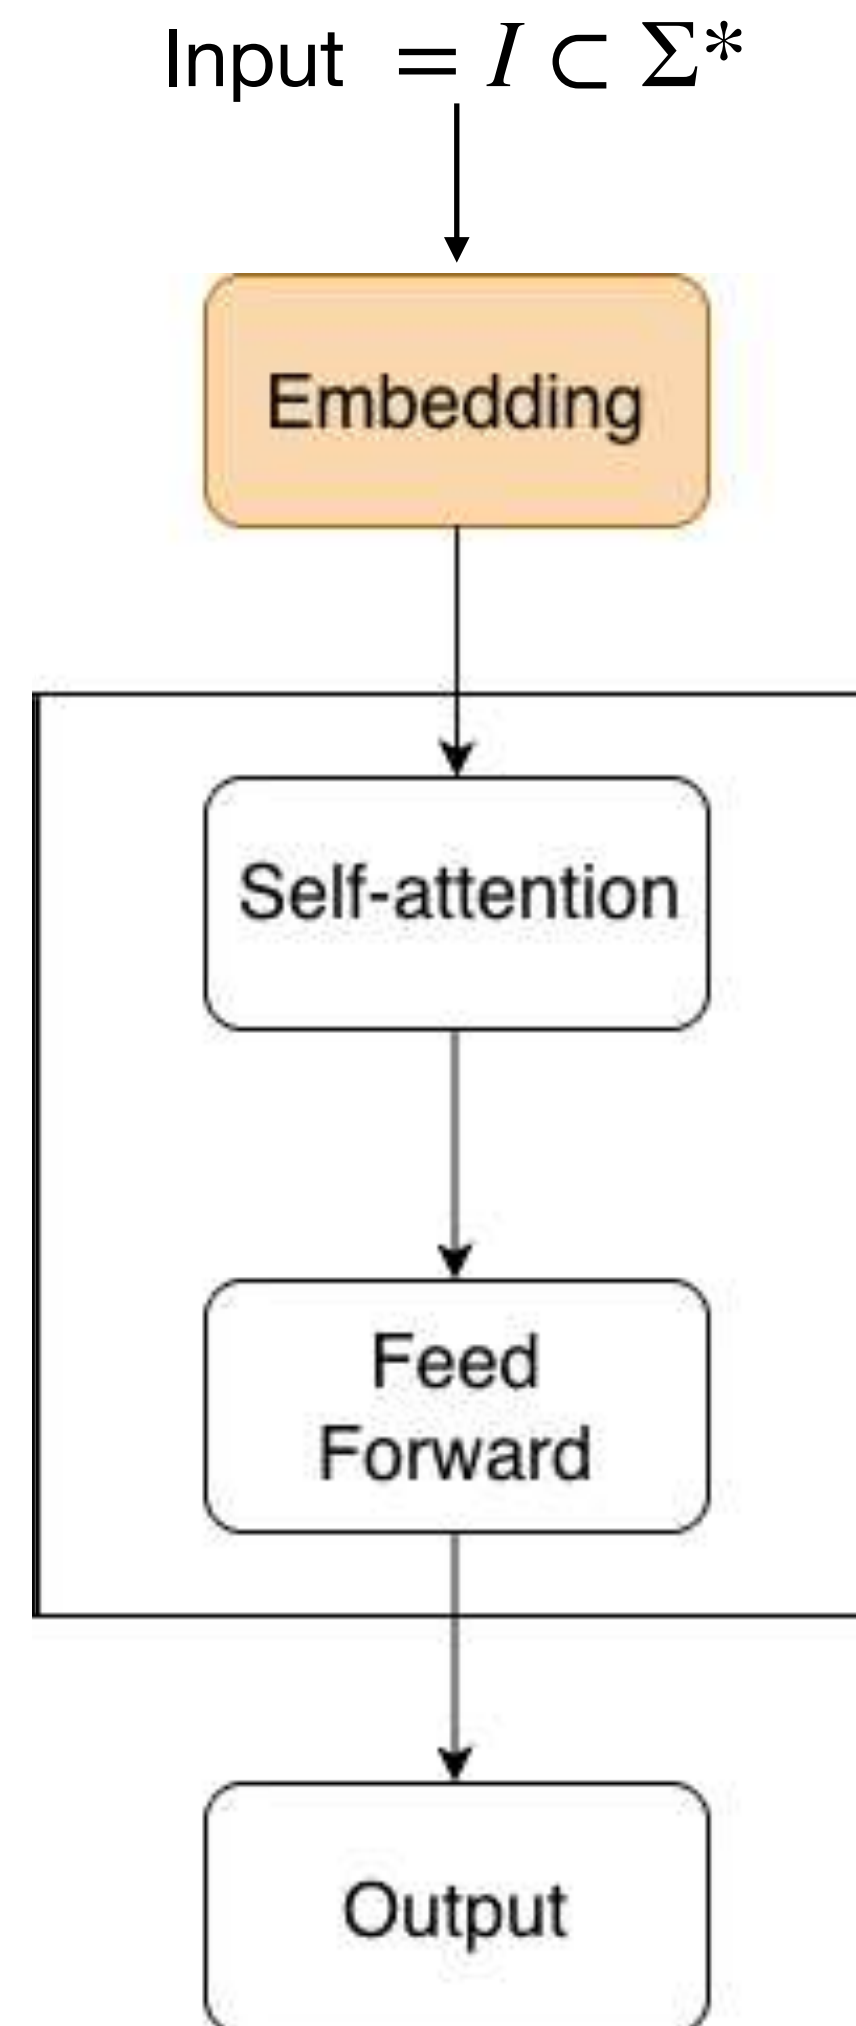 Input = I ⊂ Σ*
Embedding
Self-attention
Feed
Forward
Output